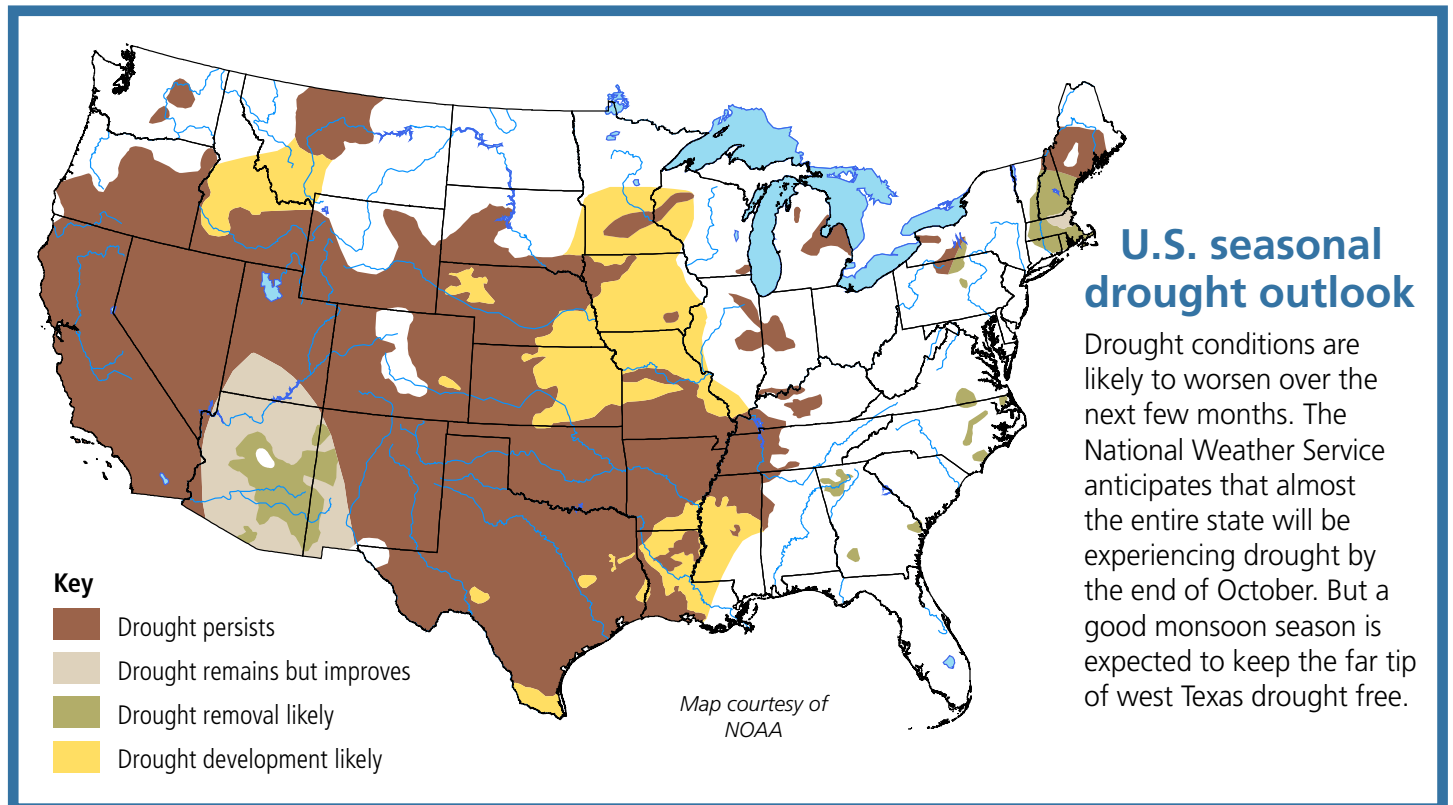 U.S. seasonal
drought outlook
Drought conditions are
likely to worsen over the
next few months. The
National Weather Service
anticipates that almost
the entire state will be
experiencing drought by
the end of October. But a
good monsoon season is
expected to keep the far tip
of west Texas drought free.
Key
Drought persists
Drought remains but improves
Drought removal likely
Drought development likely
Map courtesy of
NOAA